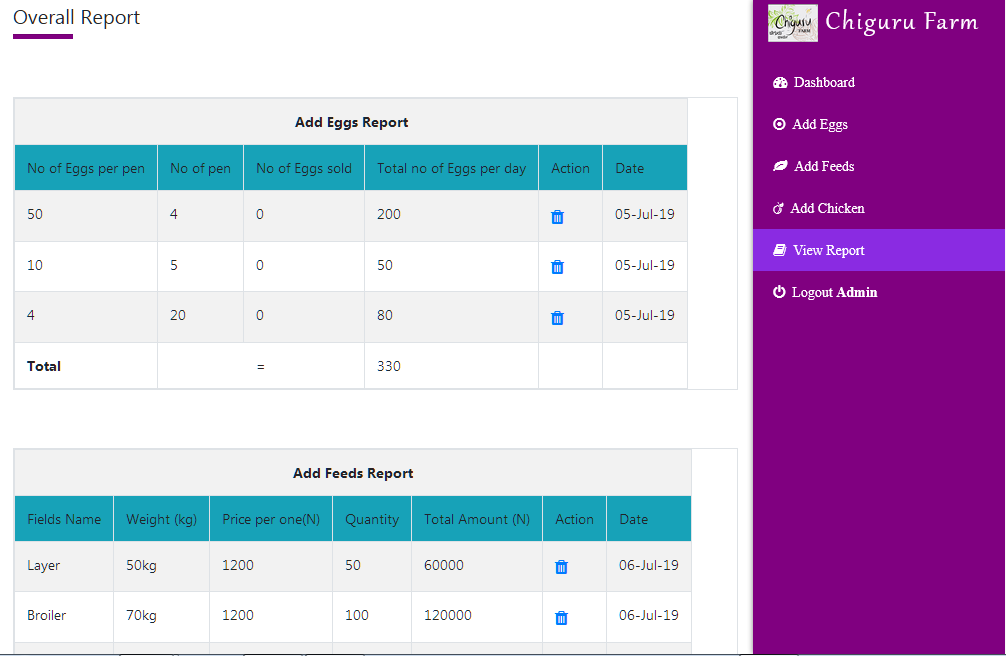 Overall Report
Add Eggs Report
No of Eggs per pen No of pen No of Eggs sold Total no of Eggs per day Action Date
50 4 0 200 05-Jul-19
10 5 0 50 05-Jul-19
4 20 0 80 05-Jul-19
Total = 330
Add Feeds Report
Fields Name Weight (kg) Price per one(N) Quantity Total Amount (N) Action Date
Layer 50kg 1200 50 60000 06-Jul-19
Broiler 70kg 1200 100 120000 06-Jul-19
Chiguru
FARM
Chiguru Farm
Dashboard
Add Eggs
Add Feeds
Add Chicken
View Report
Logout Admin